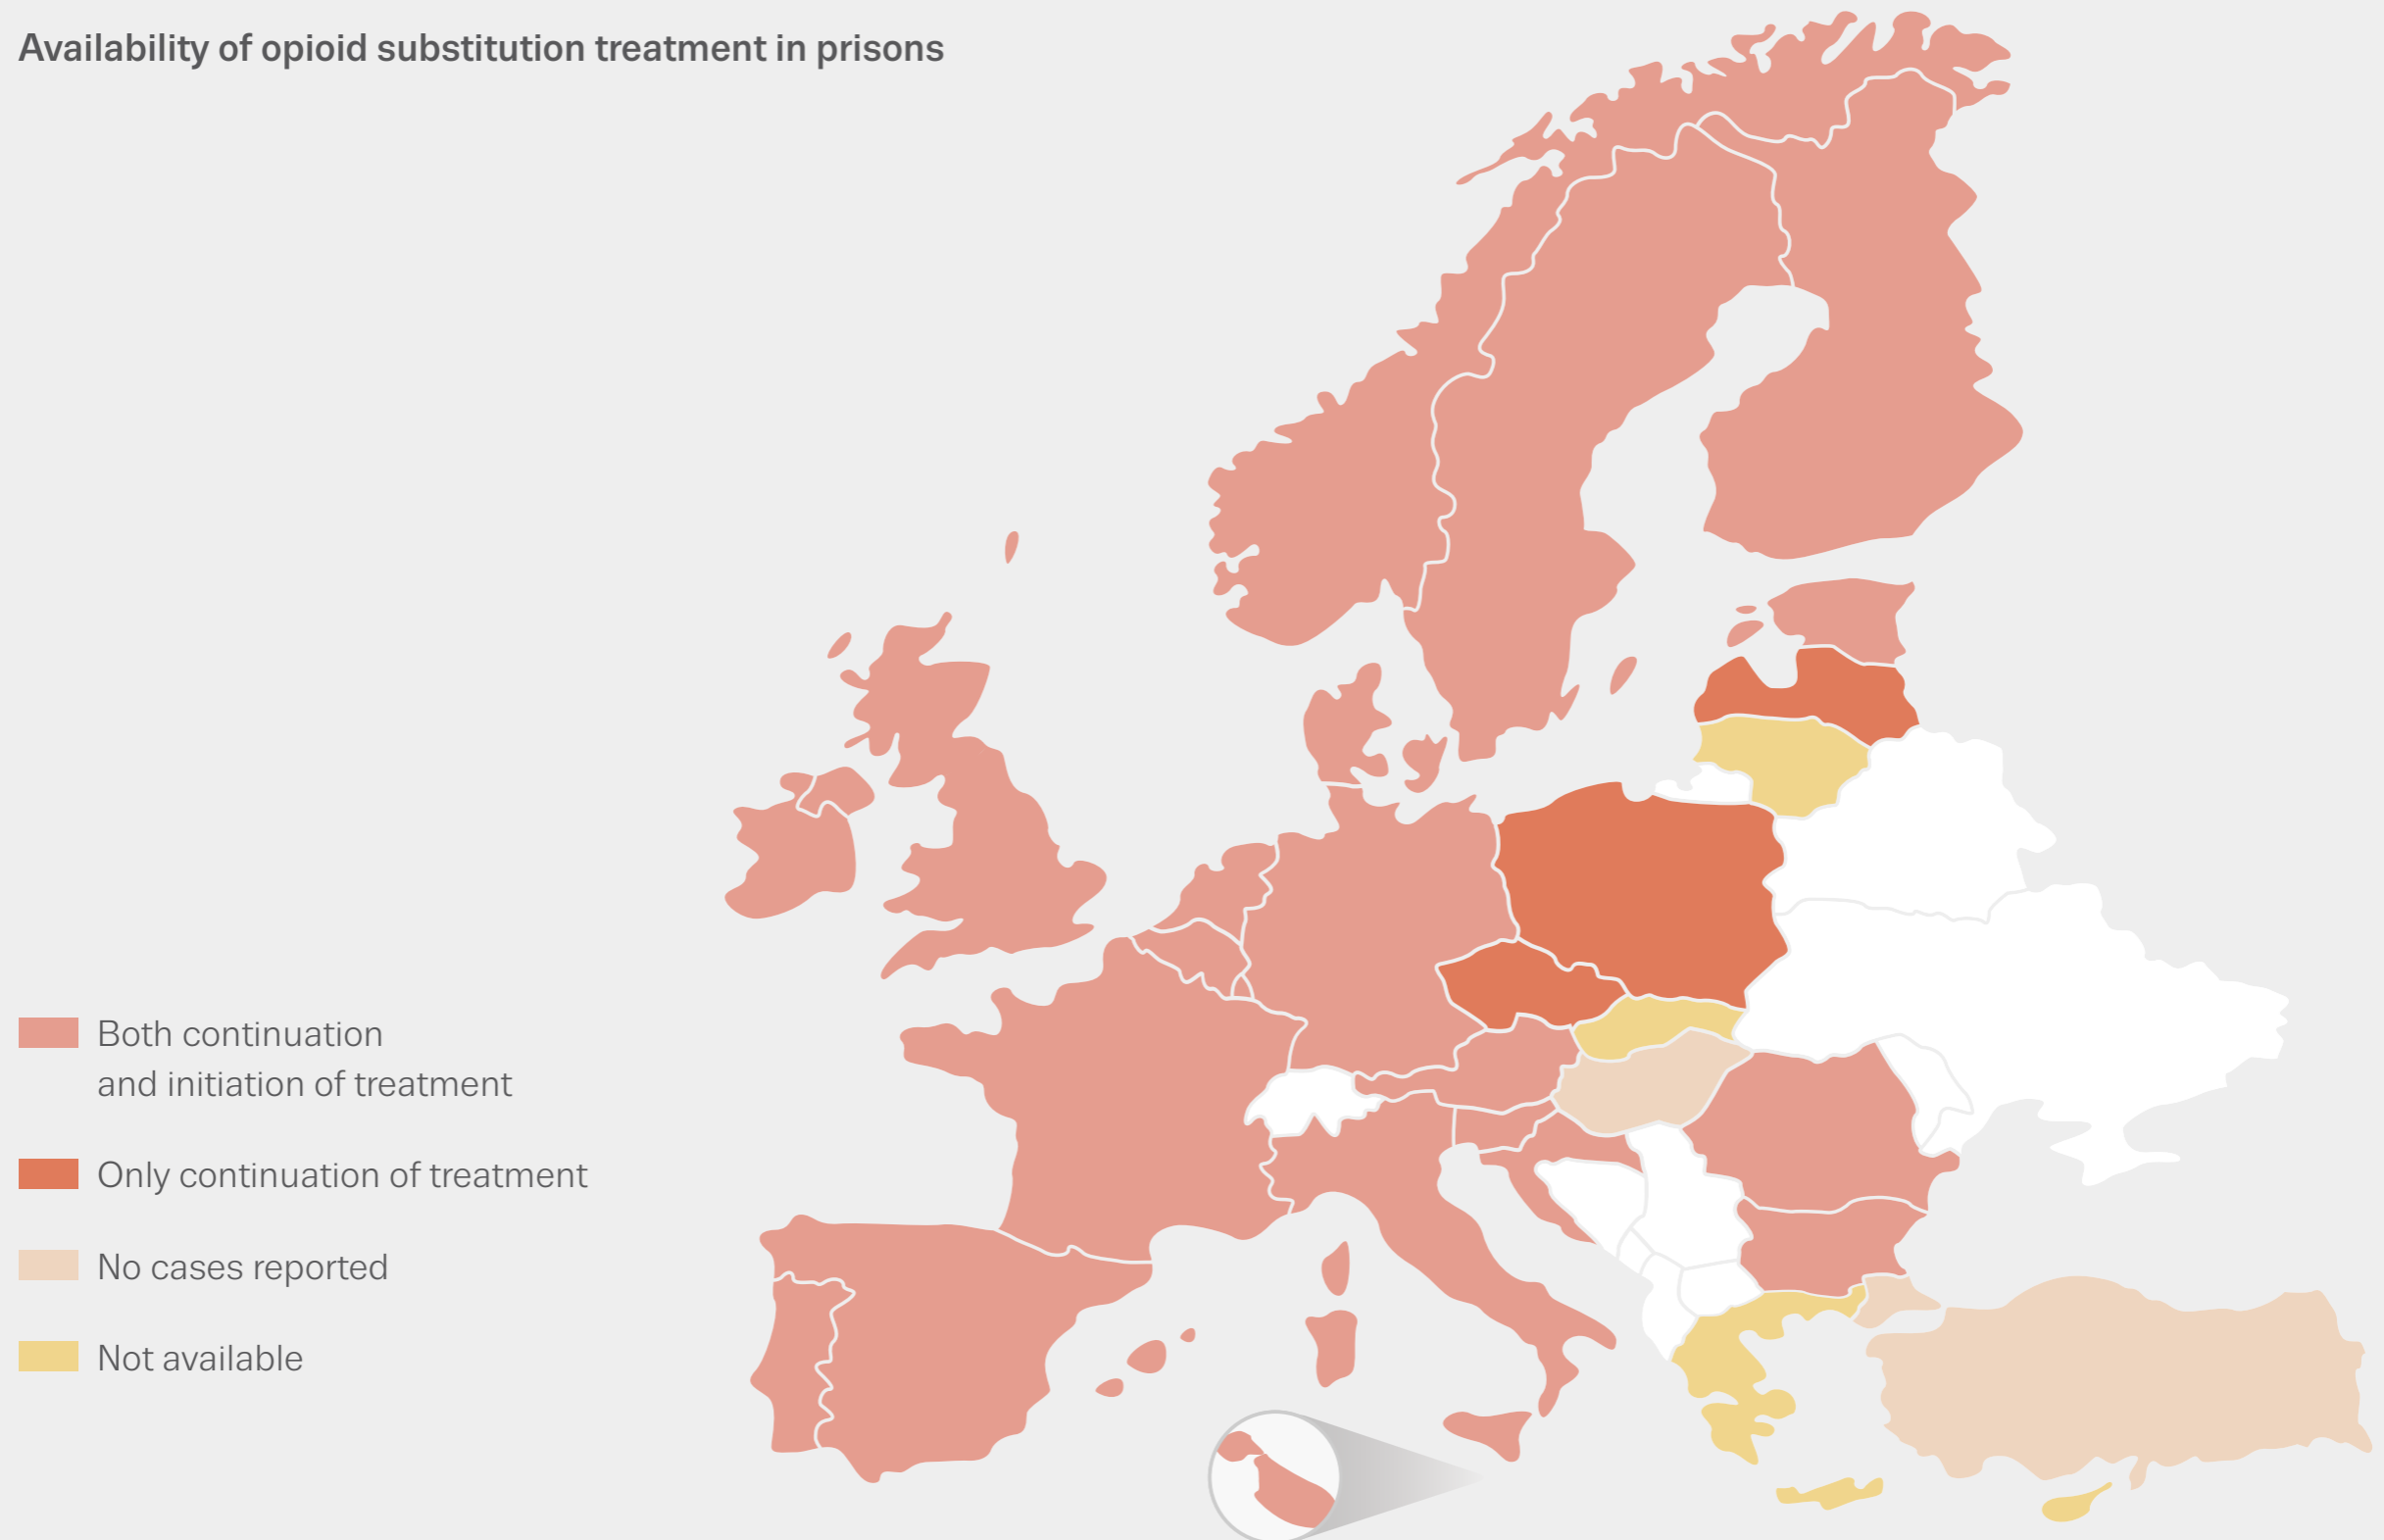 Availability of opioid substitution treatment in prisons
Both continuation
and initiation of treatment
Only continuation of treatment
No cases reported
Not available